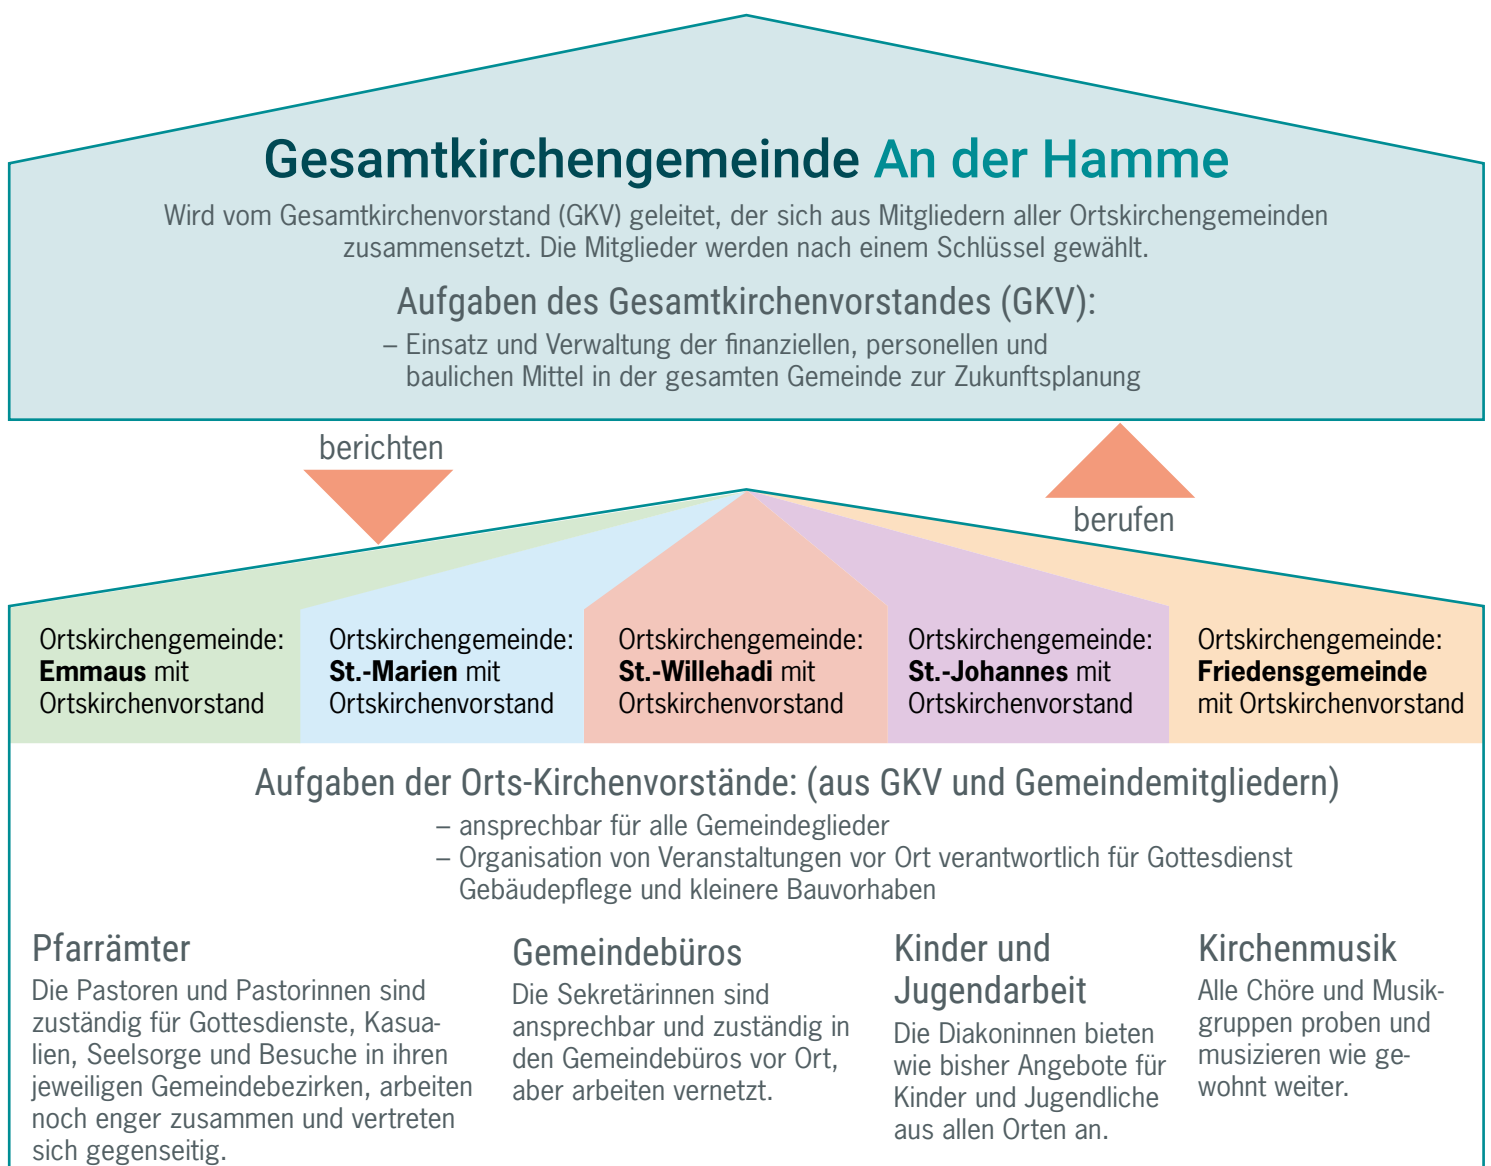 Gesamtkirchengemeinde An der Hamme
Wird vom Gesamtkirchenvorstand (GKV) geleitet, der sich aus Mitgliedern aller Ortskirchengemeinden
zusammensetzt. Die Mitglieder werden nach einem Schlüssel gewählt.
Aufgaben des Gesamtkirchenvorstandes (GKV):
– Einsatz und Verwaltung der finanziellen, personellen und
baulichen Mittel in der gesamten Gemeinde zur Zukunftsplanung
berichten
berufen
Ortskirchengemeinde:
Emmaus mit
Ortskirchenvorstand
Ortskirchengemeinde:
St.-Marien mit
Ortskirchenvorstand
Ortskirchengemeinde:
St.-Willehadi mit
Ortskirchenvorstand
Ortskirchengemeinde:
St.-Johannes mit
Ortskirchenvorstand
Ortskirchengemeinde:
Friedensgemeinde
mit Ortskirchenvorstand
Aufgaben der Orts-Kirchenvorstände: (aus GKV und Gemeindemitgliedern)
– ansprechbar für alle Gemeindeglieder
– Organisation von Veranstaltungen vor Ort verantwortlich für Gottesdienst
Gebäudepflege und kleinere Bauvorhaben
Pfarrämter
Die Pastoren und Pastorinnen sind
zuständig für Gottesdienste, Kasua-
lien, Seelsorge und Besuche in ihren
jeweiligen Gemeindebezirken, arbeiten
noch enger zusammen und vertreten
sich gegenseitig.
Gemeindebüros
Die Sekretärinnen sind
ansprechbar und zuständig in
den Gemeindebüros vor Ort,
aber arbeiten vernetzt.
Kinder und
Jugendarbeit
Die Diakoninnen bieten
wie bisher Angebote für
Kinder und Jugendliche
aus allen Orten an.
Kirchenmusik
Alle Chöre und Musik-
gruppen proben und
musizieren wie ge-
wohnt weiter.